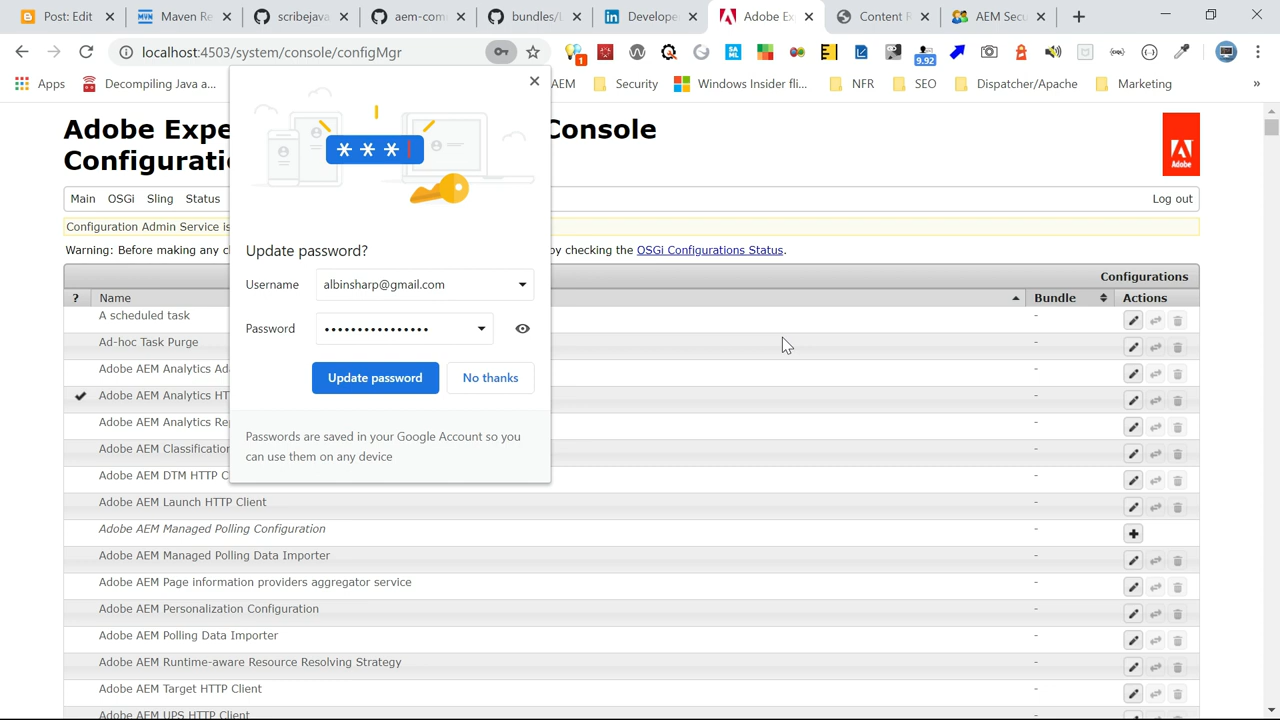 Post - Edit
Maven Re
scribejava
aem-com
bundles/
Develope
Adobe Ex
Content R
AEM Secu
localhost:4503/system/console/configMgr
1
SA
ML
9.92
Apps
Decompiling Java a...
AEM
Security
Windows Insider fli...
NFR
SEO
Dispatcher/Apache
Marketing
»
Adobe Expe
Console
Configurati
Adobe
Main OSGi Sling Status
Log out
Configuration Admin Service is
Warning: Before making any c
by checking the OSGi Configurations Status.
Configurations
? Name Bundle Actions
A scheduled task -
Ad-hoc Task Purge -
Adobe AEM Analytics Ad -
Adobe AEM Analytics HT -
Adobe AEM Analytics Re -
Adobe AEM Classification -
Adobe AEM DTM HTTP C -
Adobe AEM Launch HTTP Client -
Adobe AEM Managed Polling Configuration
Adobe AEM Managed Polling Data Importer -
Adobe AEM Page information providers aggregator service -
Adobe AEM Personalization Configuration -
Adobe AEM Polling Data Importer -
Adobe AEM Runtime-aware Resource Resolving Strategy -
Adobe AEM Target HTTP Client -
Adobe AEM UPS HTTP Client -
* * *
Update password?
Username albinsharp@gmail.com
Password ••••••••••••••••
Update password No thanks
Passwords are saved in your Google Account so you
can use them on any device